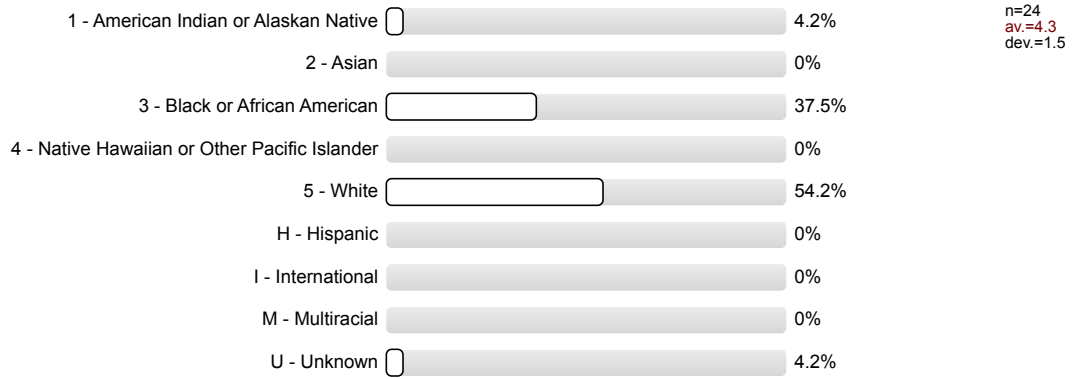 1 - American Indian or Alaskan Native 4.2%
2 - Asian 0%
3 - Black or African American 37.5%
4 - Native Hawaiian or Other Pacific Islander 0%
5 - White 54.2%
H - Hispanic 0%
I - International 0%
M - Multiracial 0%
U - Unknown 4.2%
n=24
av.=4.3
dev.=1.5